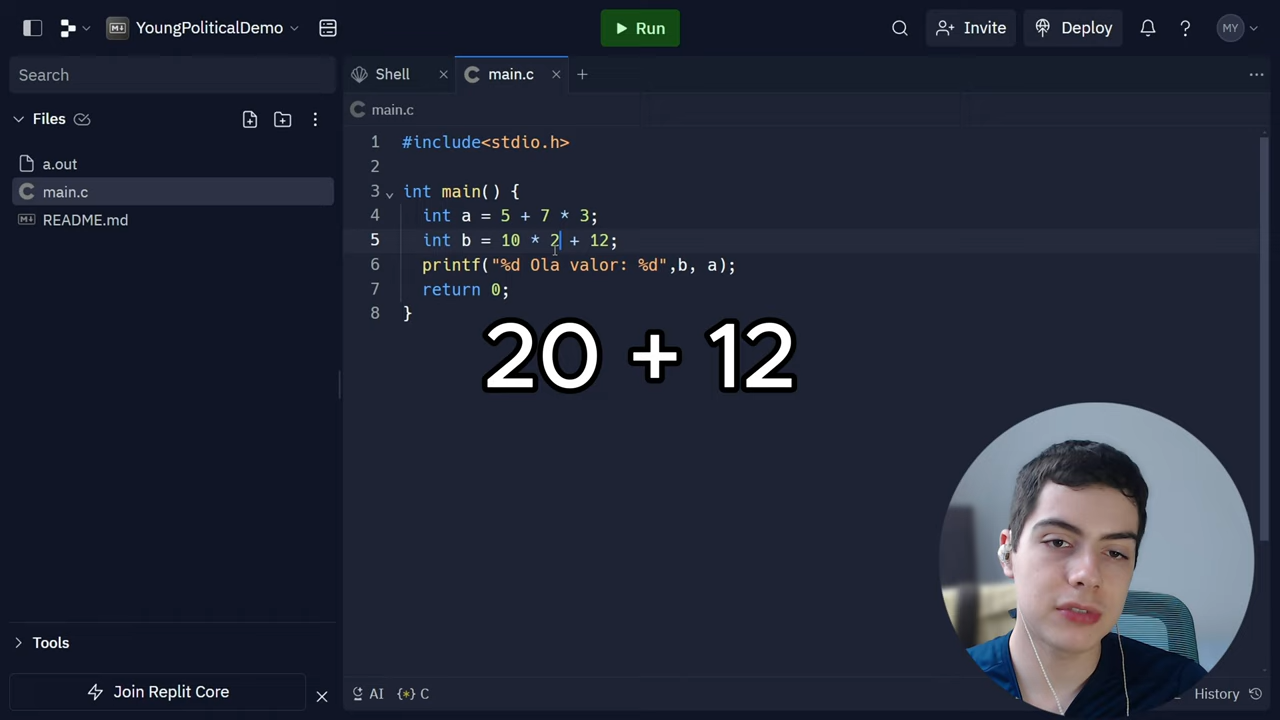 YoungPoliticalDemo
Run
Invite
Deploy
MY
Search
Shell
main.c
Files
main.c
a.out
main.c
README.md
1 #include<stdio.h>
2
3 int main() {
4 int a = 5 + 7 * 3;
5 int b = 10 * 2 + 12;
6 printf("%d Ola valor: %d",b, a);
7 return 0;
8 }
20 + 12
Tools
Join Replit Core
AI
{*} C
History